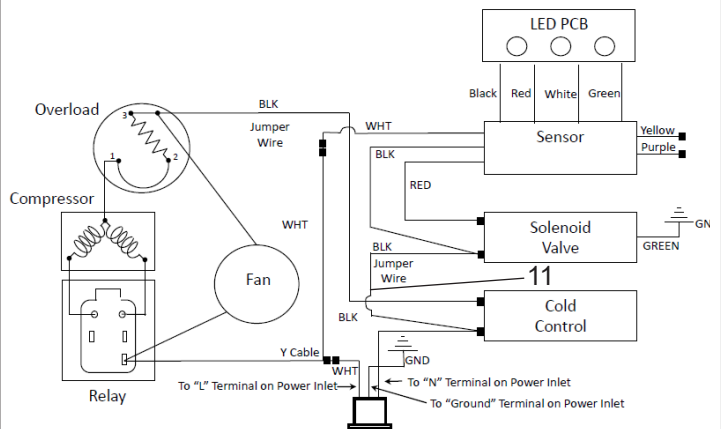 LED PCB
Black Red White Green
Overload
BLK
Jumper
Wire
WHT
Sensor
Yellow
Purple
3
1
2
BLK
RED
Compressor
WHT
Solenoid
Valve
GN
GREEN
BLK
Jumper
Wire
11
Fan
Cold
Control
BLK
Y Cable
WHT
GND
Relay
To "L" Terminal on Power Inlet
To "N" Terminal on Power Inlet
To "Ground" Terminal on Power Inlet